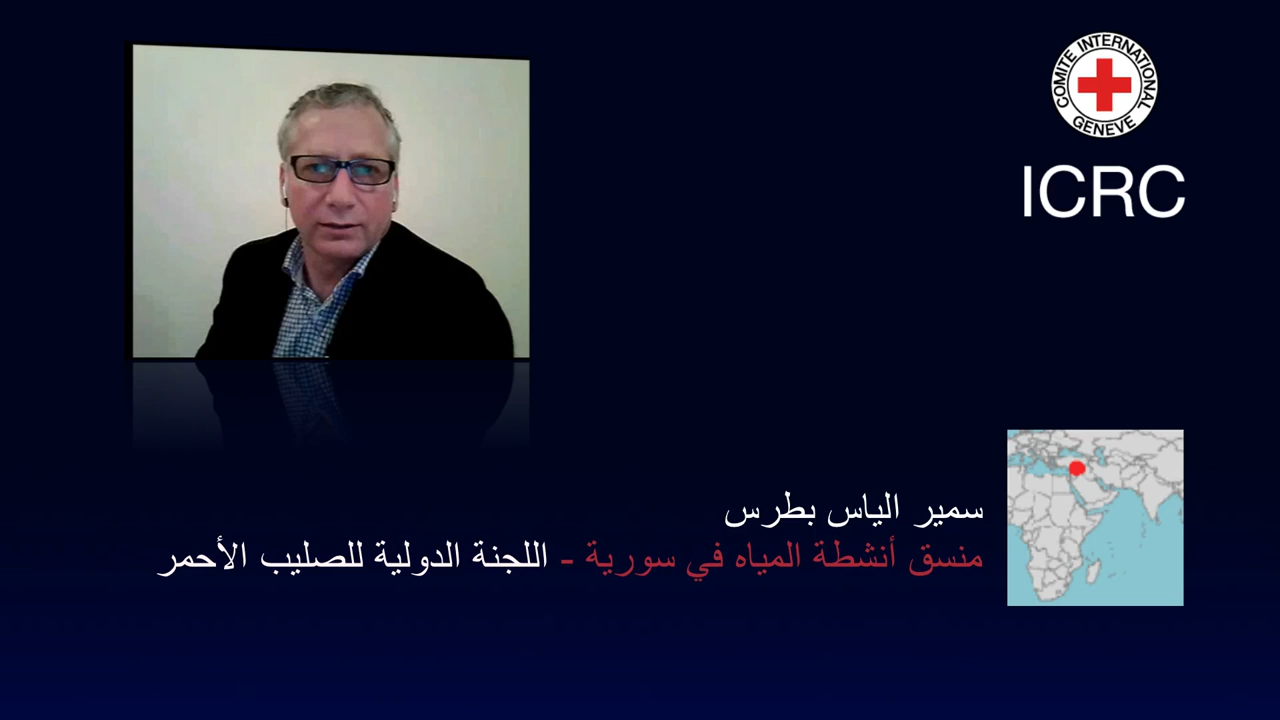 COMITE INTERNATIONAL GENEVE
ICRC
سمير الياس بطرس
منسق أنشطة المياه في سورية - اللجنة الدولية للصليب الأحمر